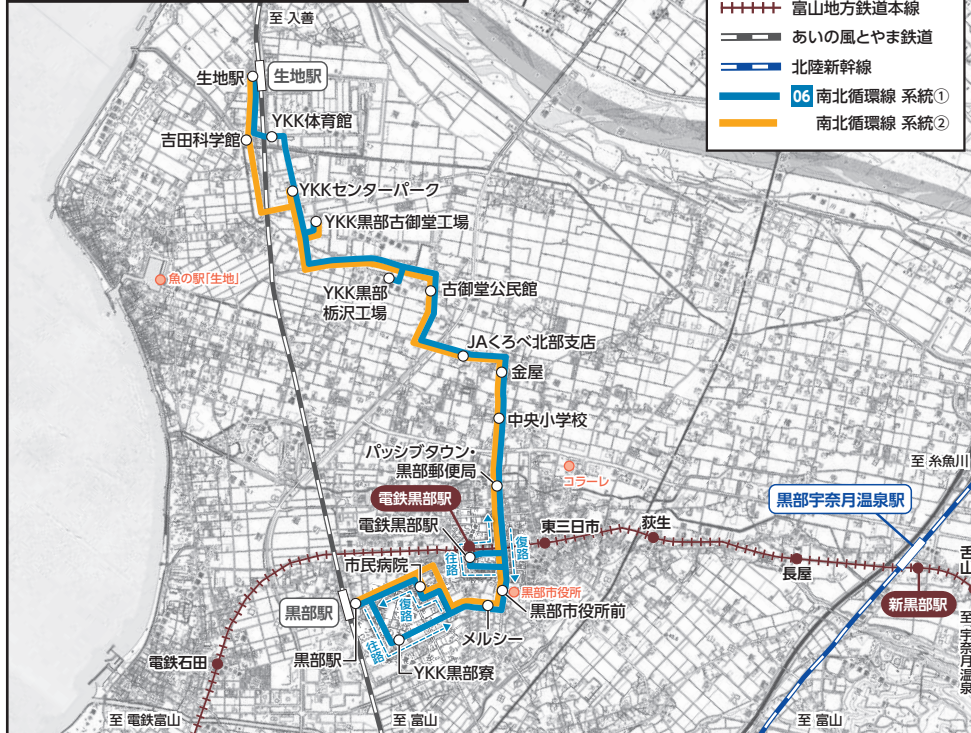 富山地方鉄道本線
あいの風とやま鉄道
北陸新幹線
06 南北循環線 系統①
南北循環線 系統②
至 入善
生地駅
生地駅
YKK体育館
吉田科学館
YKKセンターパーク
YKK黒部古御堂工場
魚の駅「生地」
YKK黒部
栃沢工場
古御堂公民館
JAくろべ北部支店
金屋
中央小学校
パッシブタウン・
黒部郵便局
コラーレ
至 糸魚川
電鉄黒部駅
黒部宇奈月温泉駅
電鉄黒部駅
東三日市
荻生
復路
往路
市民病院
長屋
舌山
黒部市役所
新黒部駅
黒部駅
復路
黒部市役所前
メルシー
往路
黒部駅
YKK黒部寮
電鉄石田
至 宇奈月温泉
至 電鉄富山
至 富山
至 富山